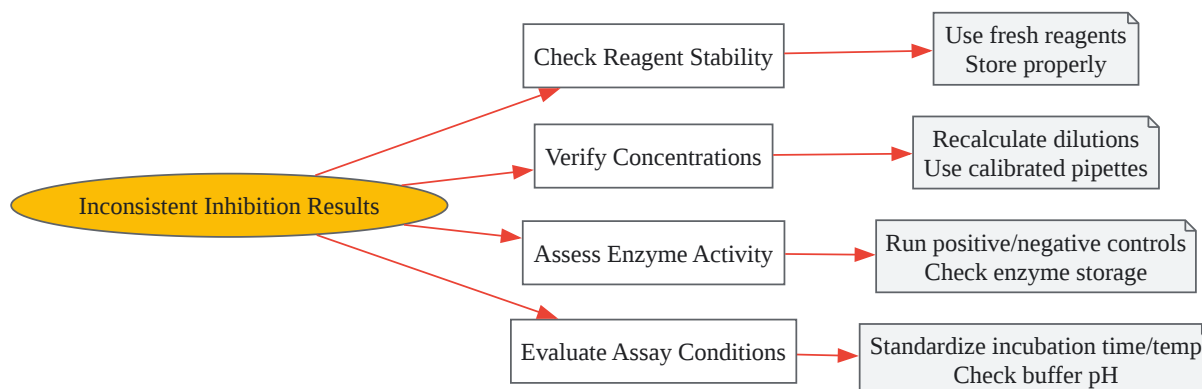 Inconsistent Inhibition Results
Check Reagent Stability
Use fresh reagents
Store properly
Verify Concentrations
Recalculate dilutions
Use calibrated pipettes
Assess Enzyme Activity
Run positive/negative controls
Check enzyme storage
Evaluate Assay Conditions
Standardize incubation time/temp
Check buffer pH